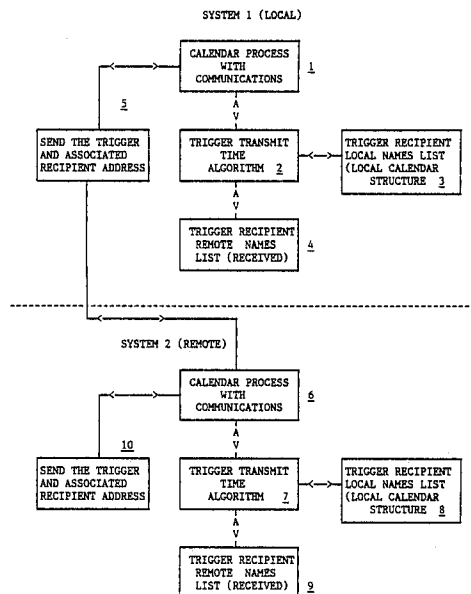 SYSTEM 1 (LOCAL)
CALENDAR PROCESS
WITH
COMMUNICATIONS
1
5
A
V
SEND THE TRIGGER
AND ASSOCIATED
RECIPIENT ADDRESS
TRIGGER TRANSMIT
TIME
ALGORITHM 2
TRIGGER RECIPIENT
LOCAL NAMES LIST
(LOCAL CALENDAR
STRUCTURE 3
A
V
TRIGGER RECIPIENT
REMOTE NAMES
LIST (RECEIVED)
4
SYSTEM 2 (REMOTE)
CALENDAR PROCESS
WITH
COMMUNICATIONS
6
10
A
V
SEND THE TRIGGER
AND ASSOCIATED
RECIPIENT ADDRESS
TRIGGER TRANSMIT
TIME
ALGORITHM 7
TRIGGER RECIPIENT
LOCAL NAMES LIST
(LOCAL CALENDAR
STRUCTURE 8
A
V
TRIGGER RECIPIENT
REMOTE NAMES
LIST (RECEIVED)
9